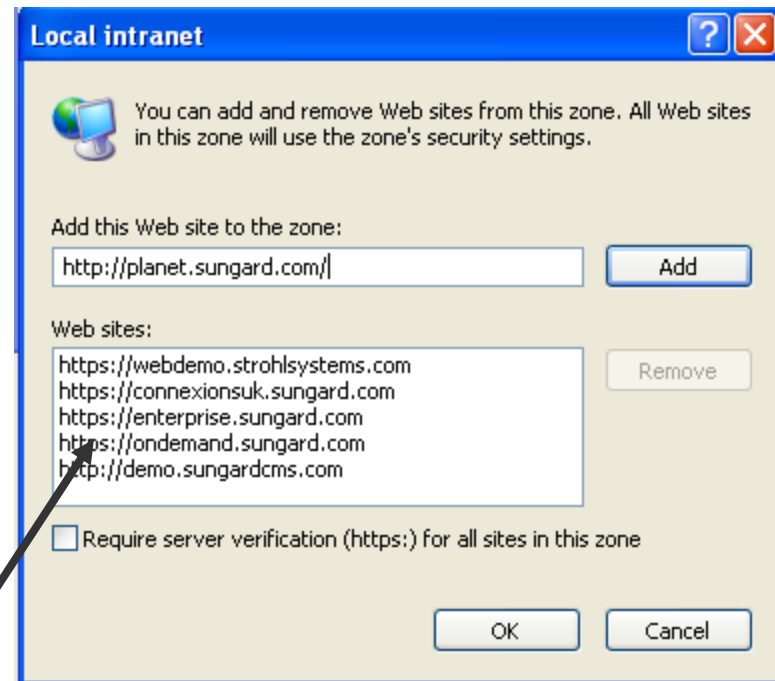 Local intranet
You can add and remove Web sites from this zone. All Web sites
in this zone will use the zone's security settings.
Add this Web site to the zone:
http://planet.sungard.com/
Add
Web sites:
https://webdemo.strohlsystems.com
https://connexionsuk.sungard.com
https://enterprise.sungard.com
https://ondemand.sungard.com
http://demo.sungardcms.com
Remove
Require server verification (https:) for all sites in this zone
OK
Cancel